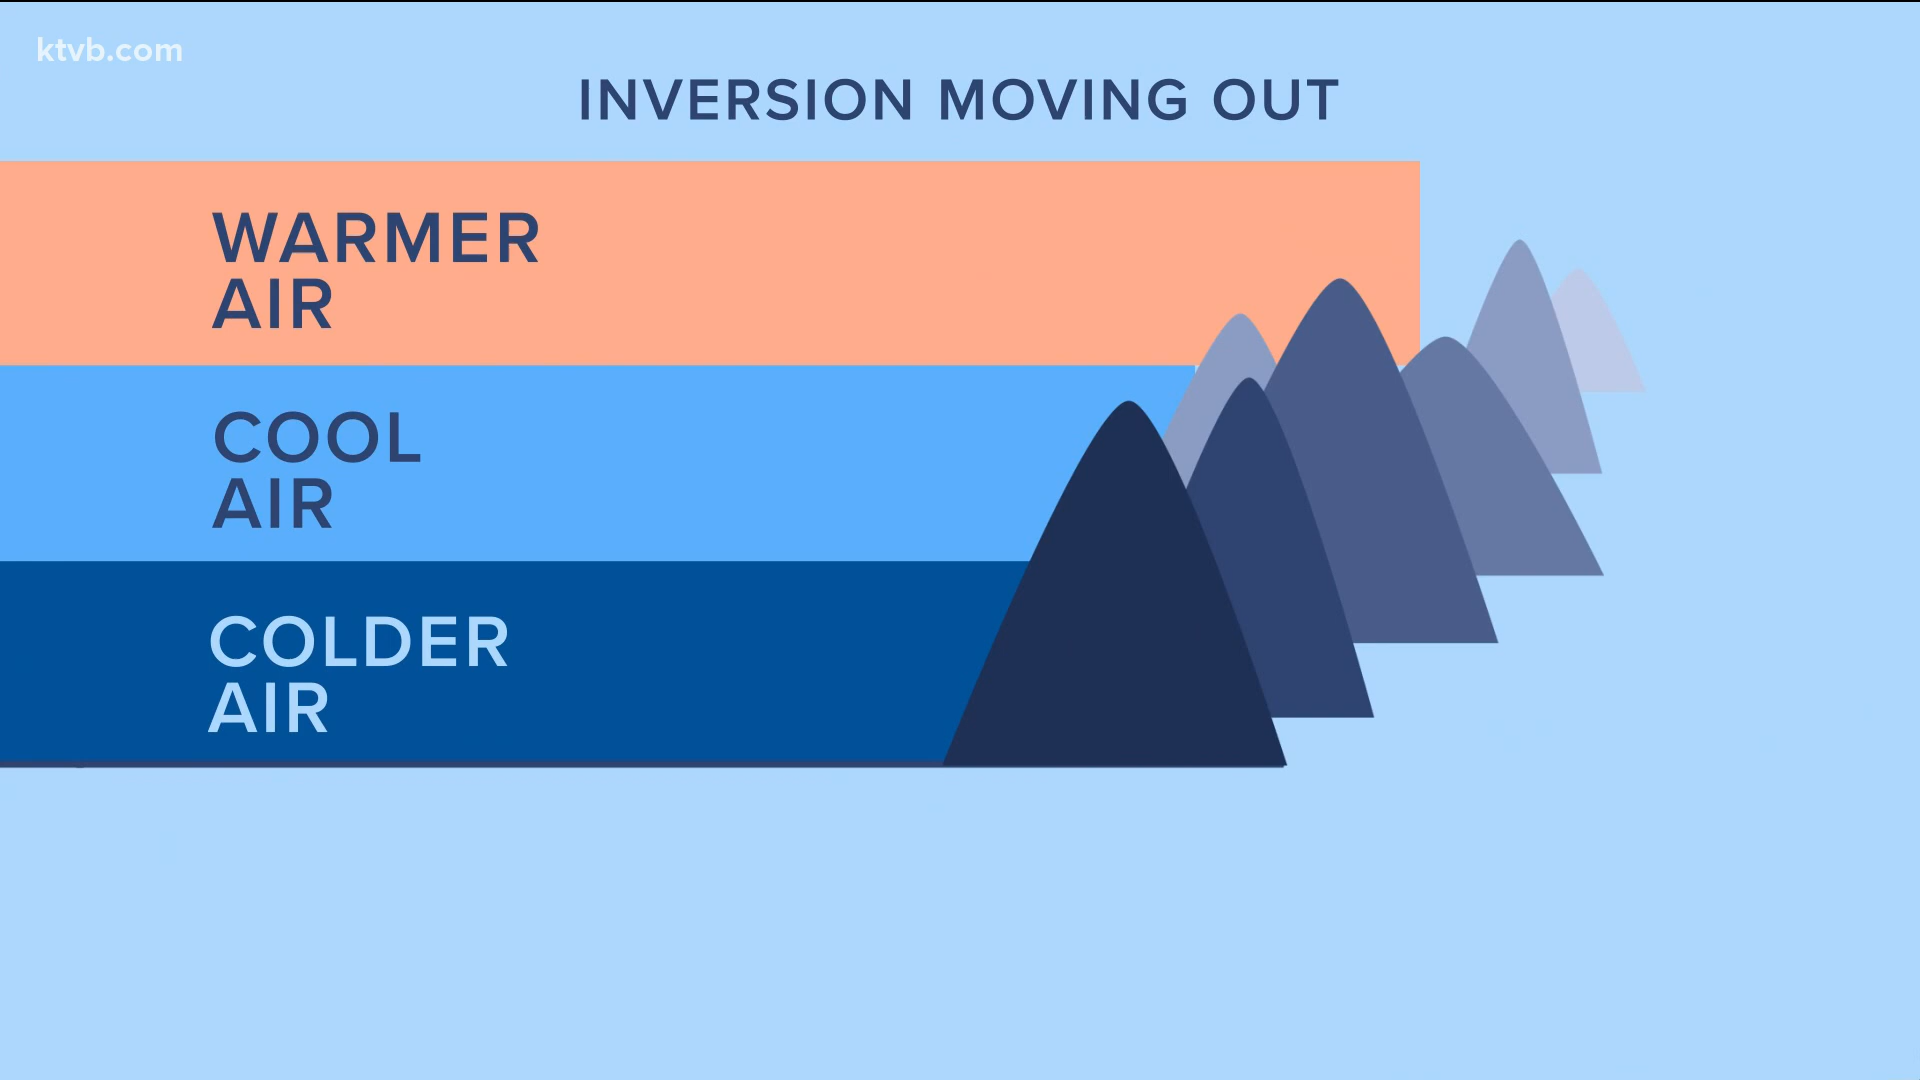 ktvb.com
INVERSION MOVING OUT
WARMER
AIR
COOL
AIR
COLDER
AIR